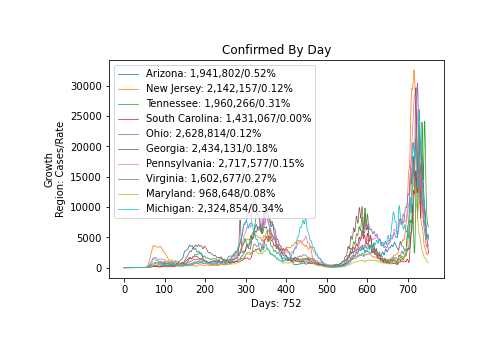 Confirmed By Day
Growth
Region: Cases/Rate
30000
25000
20000
15000
10000
5000
0
Arizona: 1,941,802/0.52%
New Jersey: 2,142,157/0.12%
Tennessee: 1,960,266/0.31%
South Carolina: 1,431,067/0.00%
Ohio: 2,628,814/0.12%
Georgia: 2,434,131/0.18%
Pennsylvania: 2,717,577/0.15%
Virginia: 1,602,677/0.27%
Maryland: 968,648/0.08%
Michigan: 2,324,854/0.34%
0 100 200 300 400 500 600 700
Days: 752